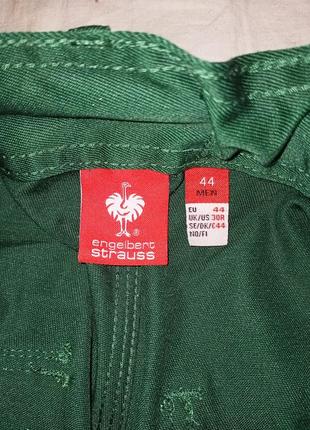 engelbert
strauss
®
44
MEN
EU 44
UK/US 30R
SE/DK/ C44
NO/FI